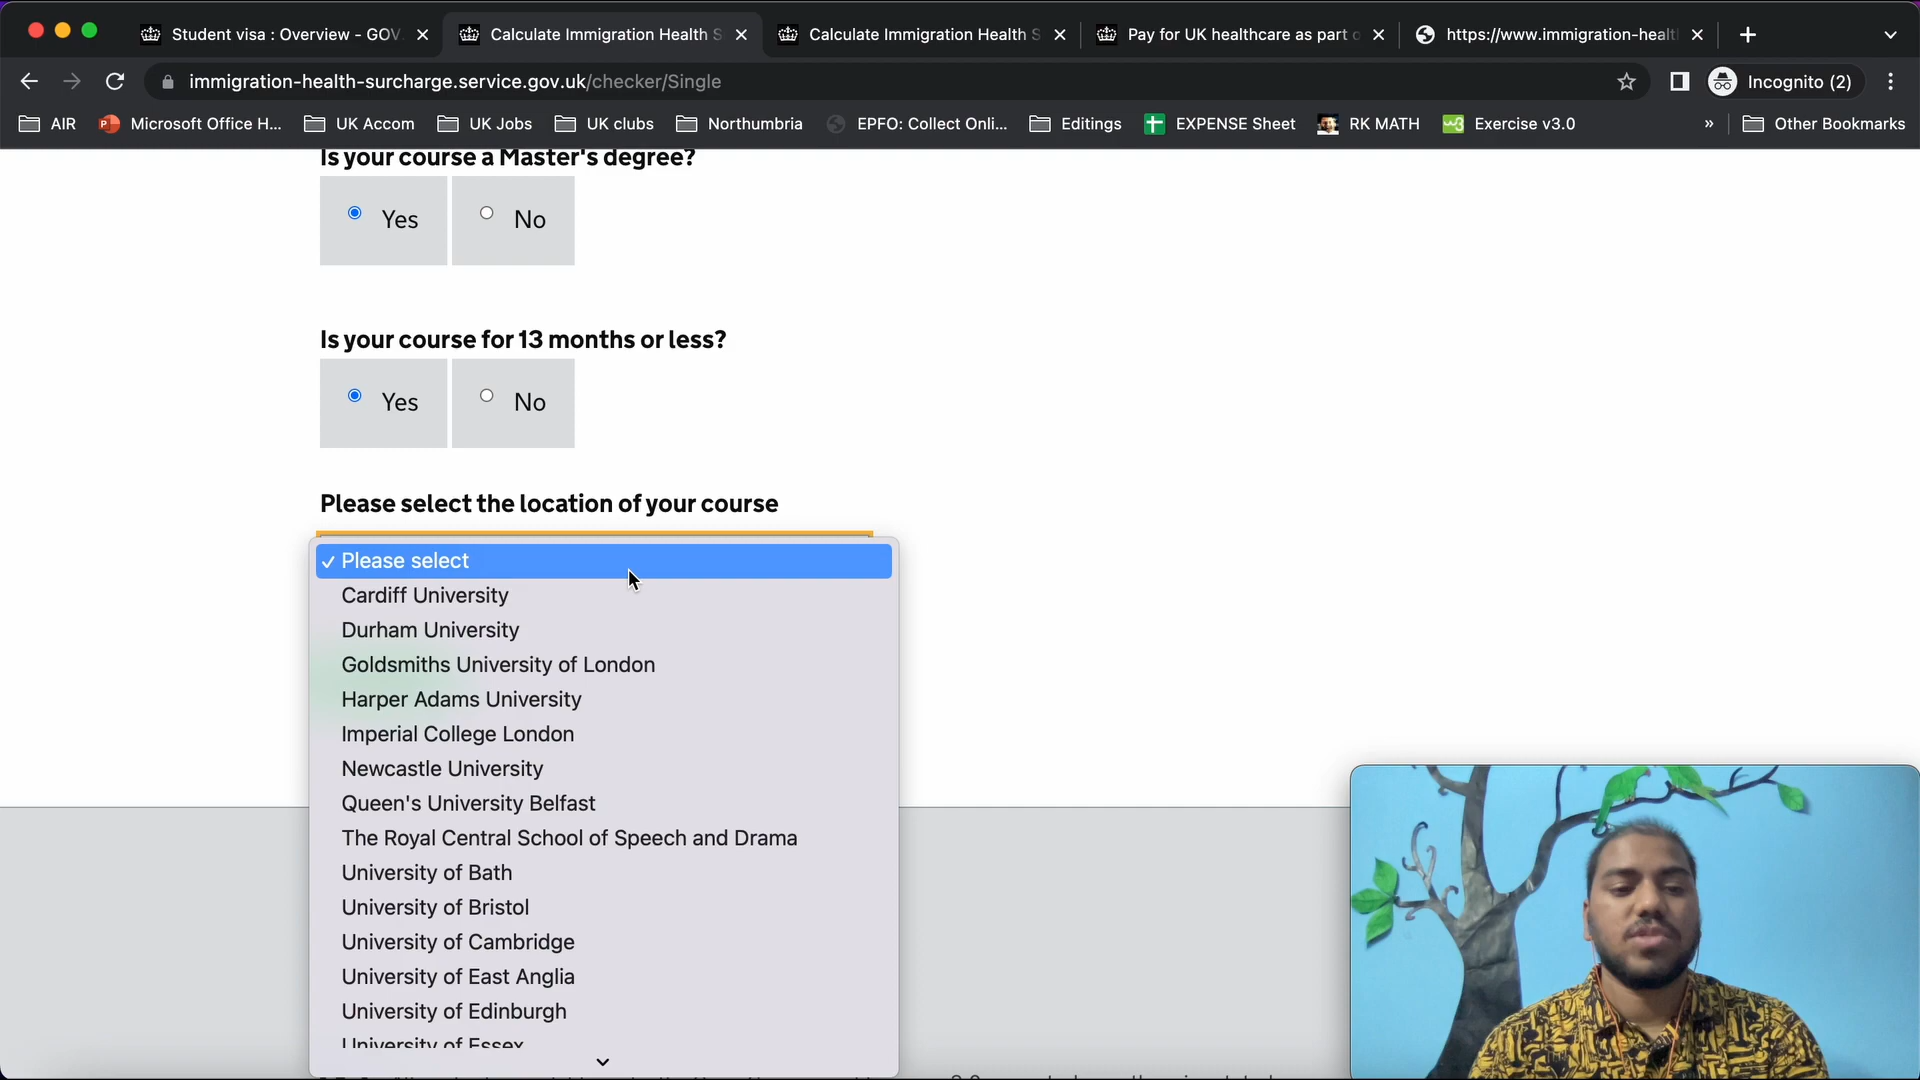 Student visa : Overview - GOV
Calculate Immigration Health S
Calculate Immigration Health S
Pay for UK healthcare as part o
https://www.immigration-healt
immigration-health-surcharge.service.gov.uk/checker/Single
Incognito (2)
AIR
Microsoft Office H...
UK Accom
UK Jobs
UK clubs
Northumbria
EPFO: Collect Onli...
Editings
EXPENSE Sheet
RK MATH
Exercise v3.0
»
Other Bookmarks
Is your course a Master's degree?
Yes
No
Is your course for 13 months or less?
Yes
No
Please select the location of your course
✓ Please select
Cardiff University
Durham University
Goldsmiths University of London
Harper Adams University
Imperial College London
Newcastle University
Queen's University Belfast
The Royal Central School of Speech and Drama
University of Bath
University of Bristol
University of Cambridge
University of East Anglia
University of Edinburgh
University of Essex